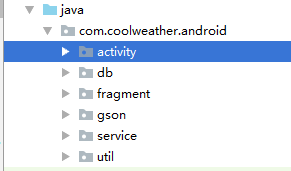 java
com.coolweather.android
activity
db
fragment
gson
service
util